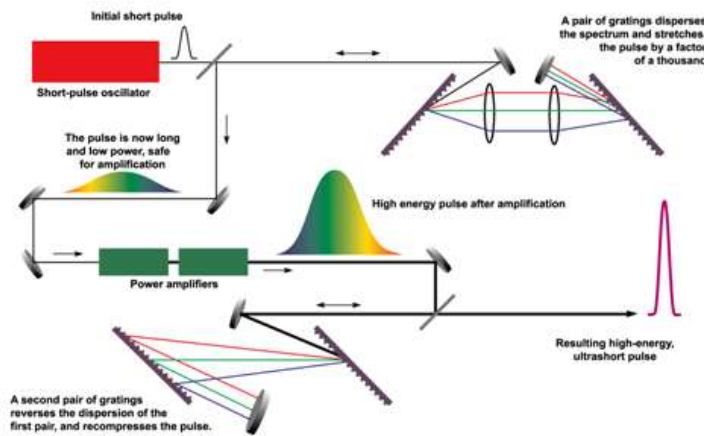 Initial short pulse
Short-pulse oscillator
A pair of gratings disperses
the spectrum and stretches
the pulse by a factor
of a thousand
The pulse is now long
and low power, safe
for amplification
High energy pulse after amplification
Power amplifiers
Resulting high-energy,
ultrashort pulse
A second pair of gratings
reverses the dispersion of the
first pair, and recompresses the pulse.